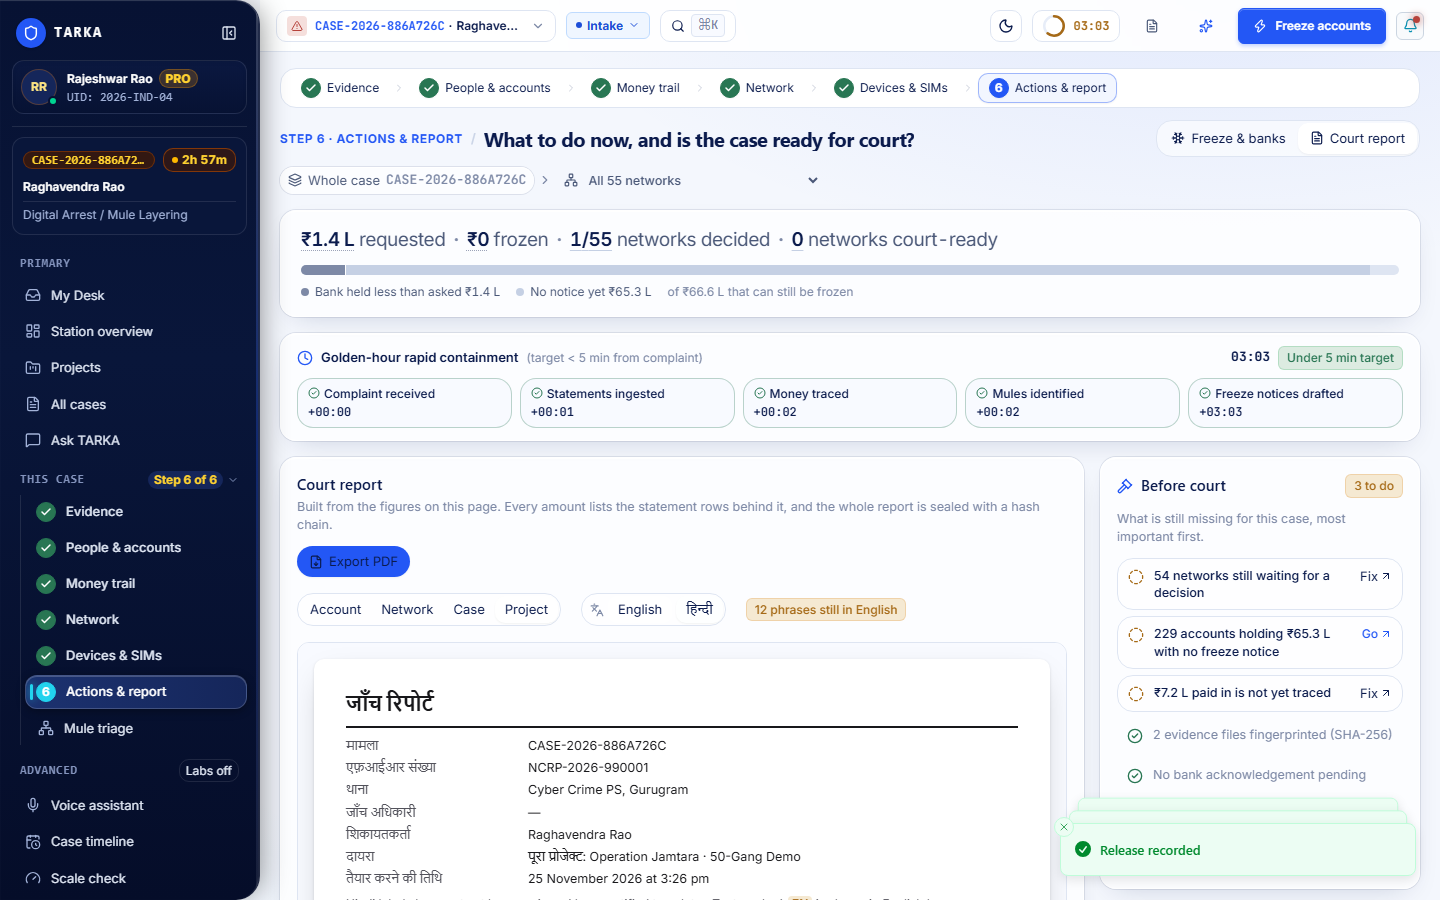 TARKA
RR
Rajeshwar Rao PRO
UID: 2026-IND-04
CASE-2026-886A72… 2h 57m
Raghavendra Rao
Digital Arrest / Mule Layering
PRIMARY
My Desk
Station overview
Projects
All cases
Ask TARKA
THIS CASE Step 6 of 6
Evidence
People & accounts
Money trail
Network
Devices & SIMs
6 Actions & report
Mule triage
ADVANCED Labs off
Voice assistant
Case timeline
Scale check
CASE-2026-886A726C · Raghave... Intake ⌘K 03:03 Freeze accounts
Evidence People & accounts Money trail Network Devices & SIMs 6 Actions & report
STEP 6 · ACTIONS & REPORT / What to do now, and is the case ready for court? Freeze & banks Court report
Whole case CASE-2026-886A726C All 55 networks
₹1.4 L requested · ₹0 frozen · 1/55 networks decided · 0 networks court-ready
Bank held less than asked ₹1.4 L No notice yet ₹65.3 L of ₹66.6 L that can still be frozen
Golden-hour rapid containment (target < 5 min from complaint) 03:03 Under 5 min target
Complaint received Statements ingested Money traced Mules identified Freeze notices drafted
+00:00 +00:01 +00:02 +00:02 +03:03
Court report
Built from the figures on this page. Every amount lists the statement rows behind it, and the whole report is sealed with a hash
chain.
Export PDF
Account Network Case Project English हिन्दी 12 phrases still in English
जाँच रिपोर्ट
मामला CASE-2026-886A726C
एफ़आईआर संख्या NCRP-2026-990001
थाना Cyber Crime PS, Gurugram
जाँच अधिकारी —
शिकायतकर्ता Raghavendra Rao
दायरा पूरा प्रोजेक्ट: Operation Jamtara · 50-Gang Demo
तैयार करने की तिथि 25 November 2026 at 3:26 pm
Before court 3 to do
What is still missing for this case, most
important first.
54 networks still waiting for a Fix
decision
229 accounts holding ₹65.3 L Go
with no freeze notice
₹7.2 L paid in is not yet traced Fix
2 evidence files fingerprinted (SHA-256)
No bank acknowledgement pending
Release recorded